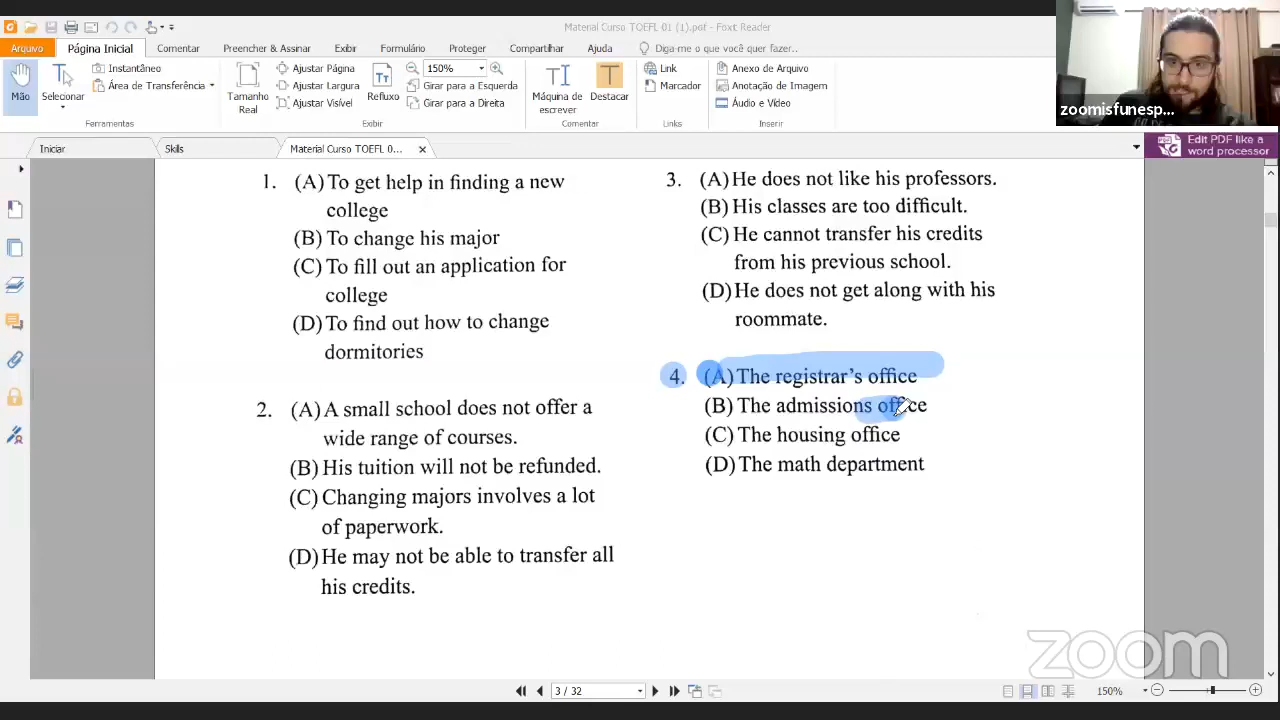 Material Curso TOEFL 01 (1).pdf - Foxit Reader
Arquivo Página Inicial Comentar Preencher & Assinar Exibir Formulário Proteger Compartilhar Ajuda Diga-me o que você quer fazer..
Mão
Selecionar
Instantâneo
Área de Transferência
Ferramentas
Tamanho
Real
Ajustar Página
Ajustar Largura
Ajustar Visível
Refluxo
150%
Girar para a Esquerda
Girar para a Direita
Exibir
Máquina de
escrever
Destacar
Comentar
Link
Marcador
Links
Anexo de Arquivo
Anotação de Imagem
Áudio e Vídeo
Inserir
zoomisfunesp...
Iniciar Skills Material Curso TOEFL 0...
Edit PDF like a
word processor
1. (A) To get help in finding a new
college
(B) To change his major
(C) To fill out an application for
college
(D) To find out how to change
dormitories
2. (A) A small school does not offer a
wide range of courses.
(B) His tuition will not be refunded.
(C) Changing majors involves a lot
of paperwork.
(D) He may not be able to transfer all
his credits.
3. (A) He does not like his professors.
(B) His classes are too difficult.
(C) He cannot transfer his credits
from his previous school.
(D) He does not get along with his
roommate.
4. (A) The registrar's office
(B) The admissions office
(C) The housing office
(D) The math department
zoom
3 / 32
150%